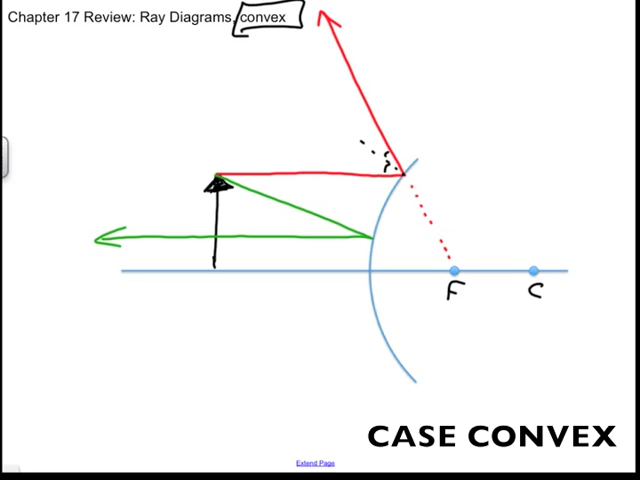 Chapter 17 Review: Ray Diagrams, convex
F
C
CASE CONVEX
Extend Page